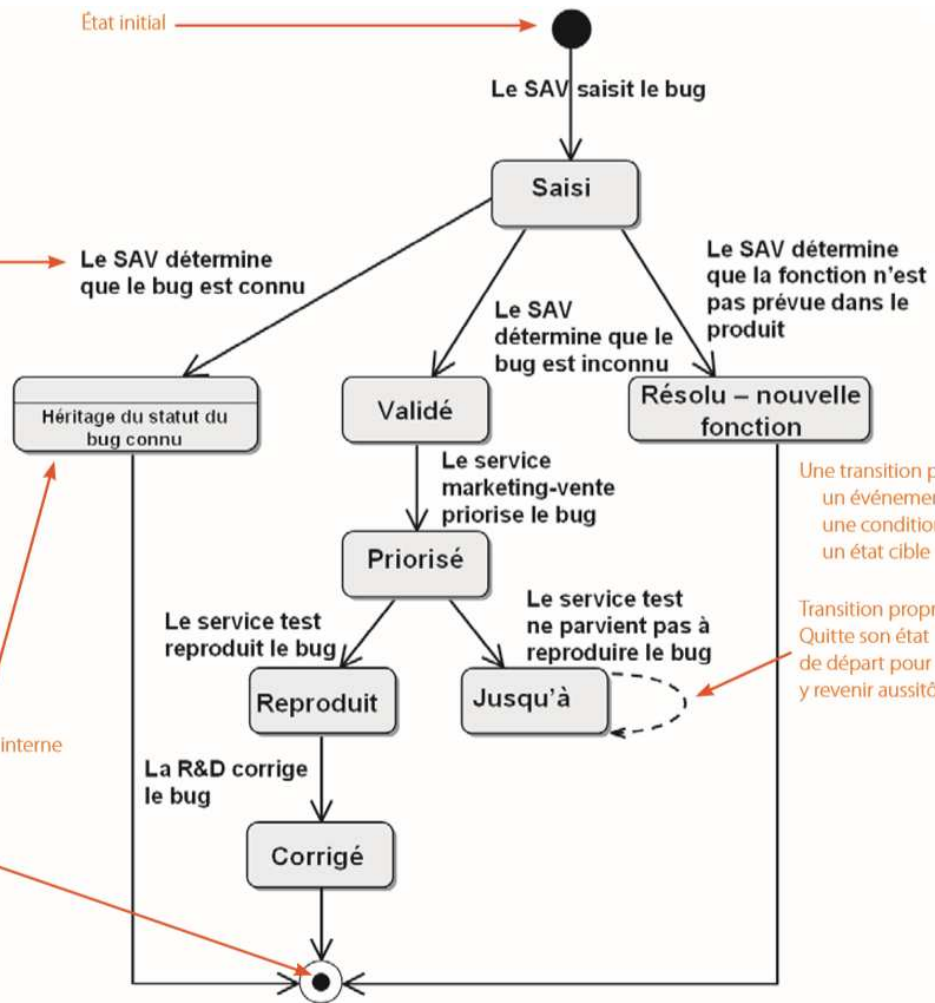 État initial
Le SAV saisit le bug
Saisi
Le SAV détermine
que le bug est connu
Le SAV
détermine que le
bug est inconnu
Le SAV détermine
que la fonction n'est
pas prévue dans le
produit
Héritage du statut du
bug connu
Validé
Résolu – nouvelle
fonction
Le service
marketing-vente
priorise le bug
Une transition p
un événemen
une condition
un état cible
Priorisé
Le service test
reproduit le bug
Le service test
ne parvient pas à
reproduire le bug
Transition propr
Quitte son état
de départ pour
y revenir aussitô
Reproduit
Jusqu'à
interne
La R&D corrige
le bug
Corrigé